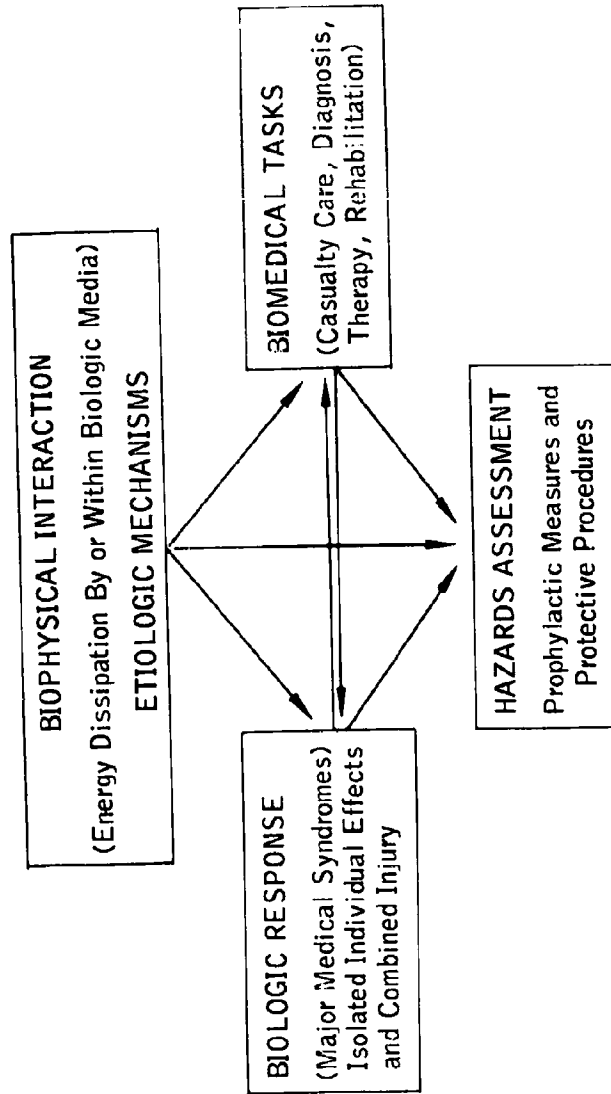 BIOPHYSICAL INTERACTION
(Energy Dissipation By or Within Biologic Media)
ETIOLOGIC MECHANISMS
BIOLOGIC RESPONSE
(Major Medical Syndromes)
Isolated Individual Effects
and Combined Injury
BIOMEDICAL TASKS
(Casualty Care, Diagnosis,
Therapy, Rehabilitation)
HAZARDS ASSESSMENT
Prophylactic Measures and
Protective Procedures